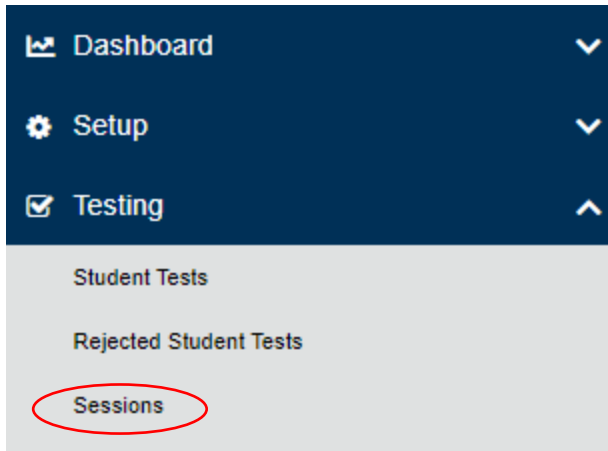 Dashboard
Setup
Testing
Student Tests
Rejected Student Tests
Sessions